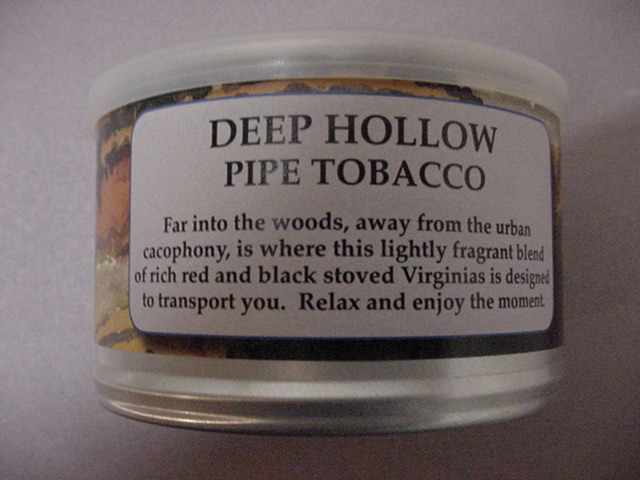 DEEP HOLLOW
PIPE TOBACCO
Far into the woods, away from the urban
cacophony, is where this lightly fragrant blend
of rich red and black stoved Virginias is designed
to transport you. Relax and enjoy the moment.